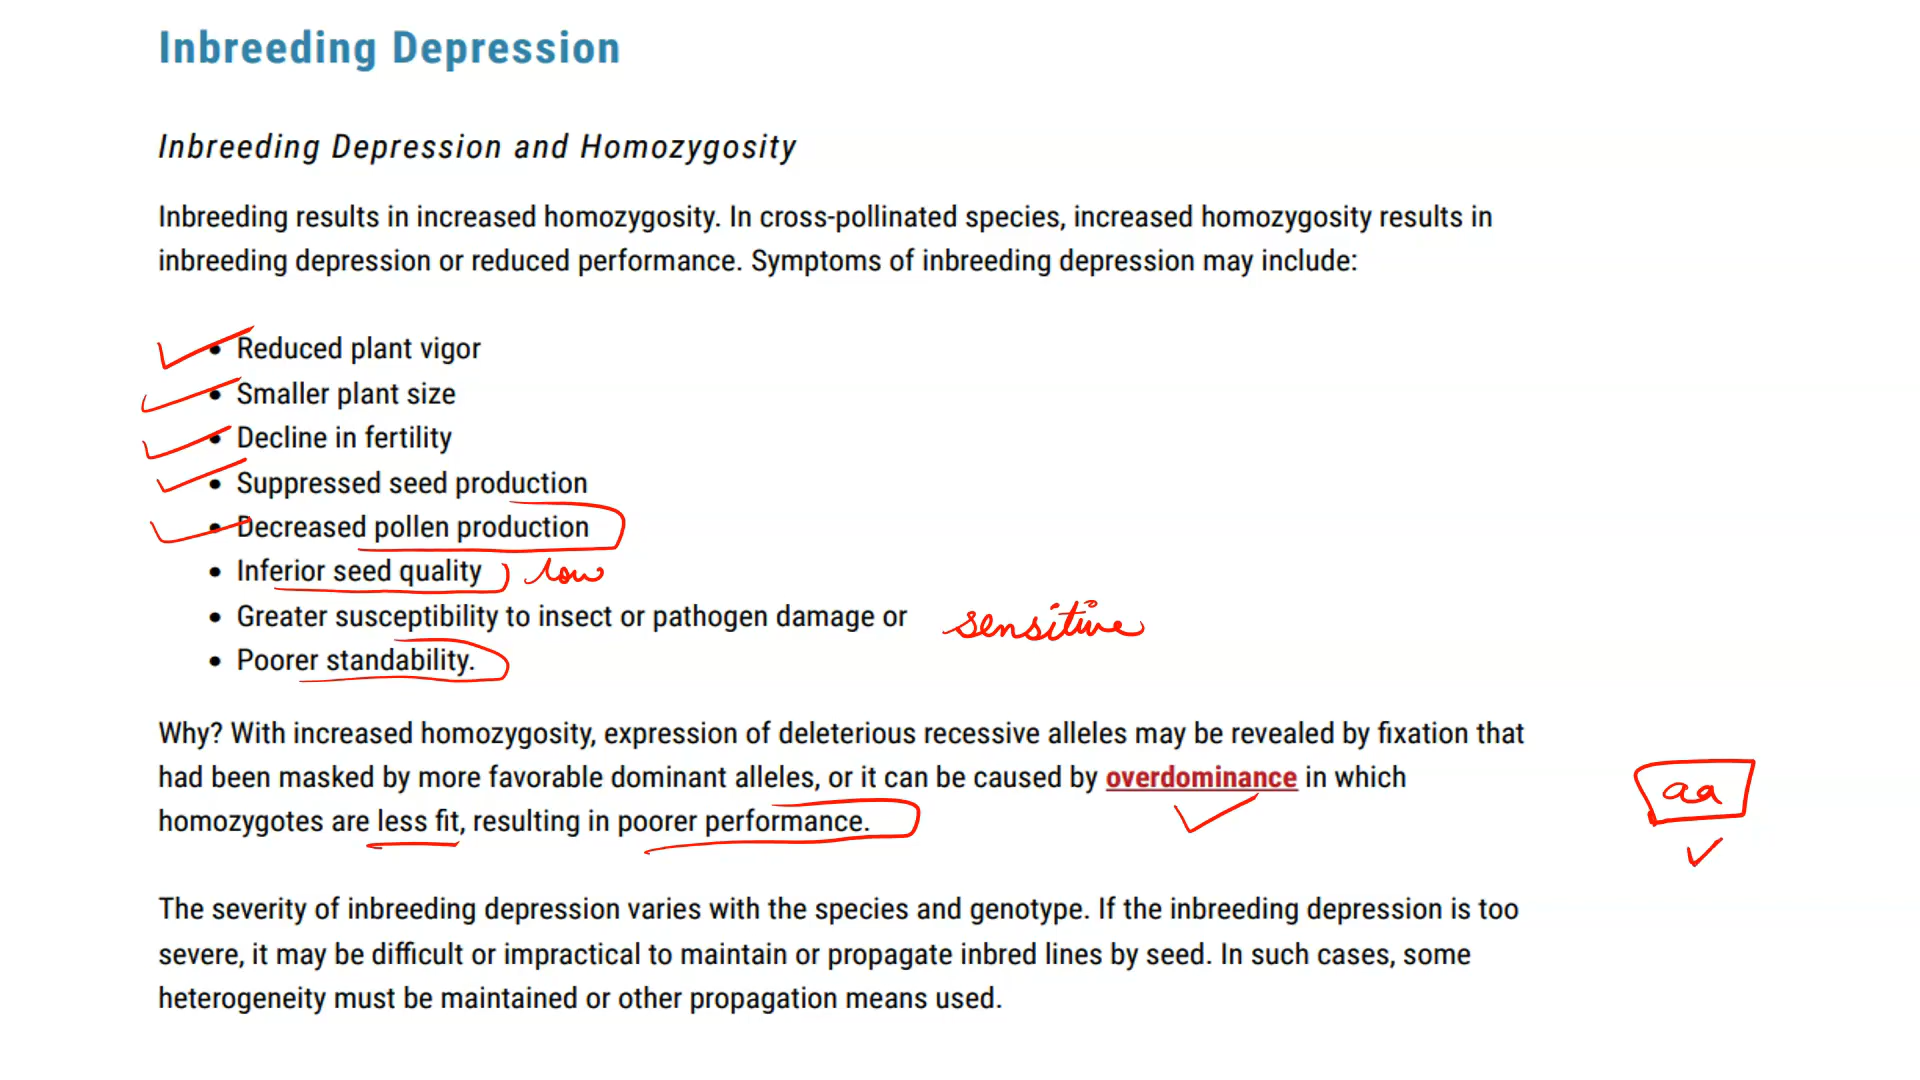 Inbreeding Depression
Inbreeding Depression and Homozygosity
Inbreeding results in increased homozygosity. In cross-pollinated species, increased homozygosity results in
inbreeding depression or reduced performance. Symptoms of inbreeding depression may include:
• Reduced plant vigor
• Smaller plant size
• Decline in fertility
• Suppressed seed production
• Decreased pollen production
• Inferior seed quality low
• Greater susceptibility to insect or pathogen damage or sensitive
• Poorer standability.
Why? With increased homozygosity, expression of deleterious recessive alleles may be revealed by fixation that
had been masked by more favorable dominant alleles, or it can be caused by overdominance in which
aa
homozygotes are less fit, resulting in poorer performance.
The severity of inbreeding depression varies with the species and genotype. If the inbreeding depression is too
severe, it may be difficult or impractical to maintain or propagate inbred lines by seed. In such cases, some
heterogeneity must be maintained or other propagation means used.